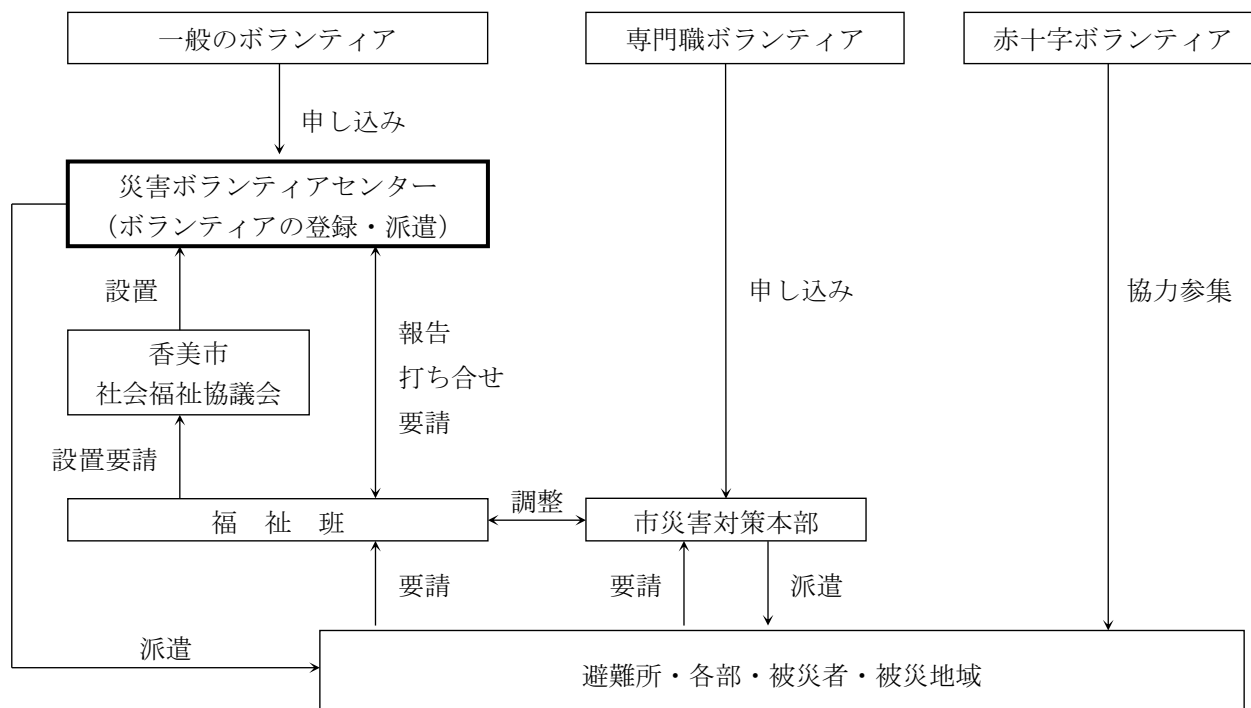 一般のボランティア
専門職ボランティア
赤十字ボランティア
申し込み
災害ボランティアセンター
（ボランティアの登録・派遣）
設置
申し込み
協力参集
報告
香美市
打ち合せ
社会福祉協議会
要請
設置要請
調整
福　祉　班
市災害対策本部
要請
要請
派遣
派遣
避難所・各部・被災者・被災地域